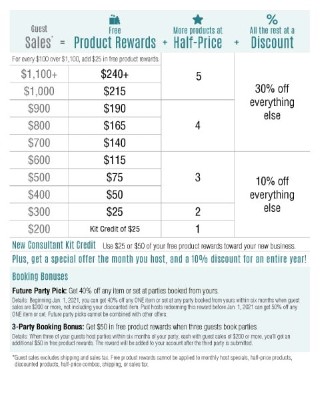 Guest Sales* = Free Product Rewards + More products at Half-Price + % All the rest at a Discount
For every $100 over $1,100, add $25 in free product rewards
$1,100+ $240+ 5 30% off everything else
$1,000 $215
$900 $190 4
$800 $165
$700 $140
$600 $115 3 10% off everything else
$500 $75
$400 $50
$300 $25 2
$200 Kit Credit of $25 1
New Consultant Kit Credit Use $25 or $50 of your free product rewards toward your new business.
Plus, get a special offer the month you host, and a 10% discount for an entire year!
Booking Bonuses
Future Party Pick: Get 40% off any item or set at parties booked from yours.
Details: Beginning Jan. 1, 2021, you can get 40% off any ONE item or set at any party booked from yours within six months when guest
sales are $200 or more, not including your discounted item. Past hosts redeeming this reward before Jan. 1, 2021 can get 50% off any
ONE item or set. Future party picks cannot be combined with other offers.
3-Party Booking Bonus: Get $50 in free product rewards when three guests book parties.
Details: When three of your guests host parties within six months of your party, each with guest sales of $200 or more, you'll get an
additional $50 in free product rewards. The reward will be added to your account after the third party is submitted.
*Guest sales excludes shipping and sales tax. Free product rewards cannot be applied to monthly host specials, half-price products,
discounted products, half-price combos, shipping, or sales tax.